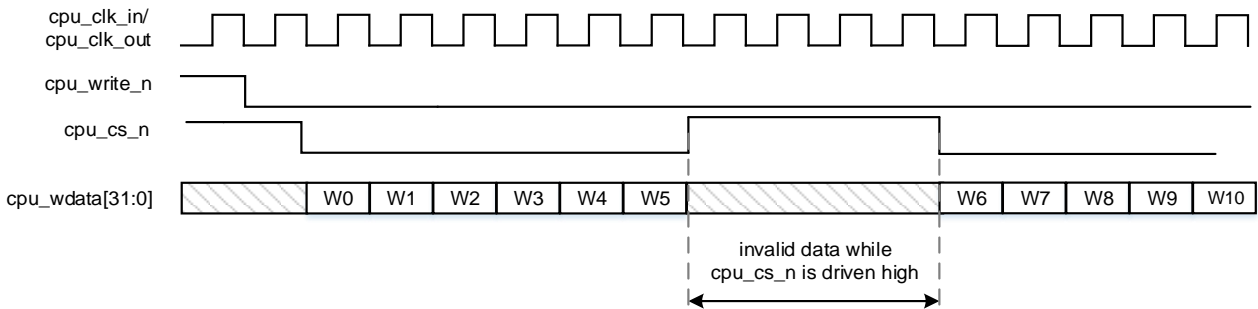 cpu_clk_in/
cpu_clk_out
cpu_write_n
cpu_cs_n
cpu_wdata[31:0] W0 W1 W2 W3 W4 W5 W6 W7 W8 W9 W10
invalid data while
cpu_cs_n is driven high